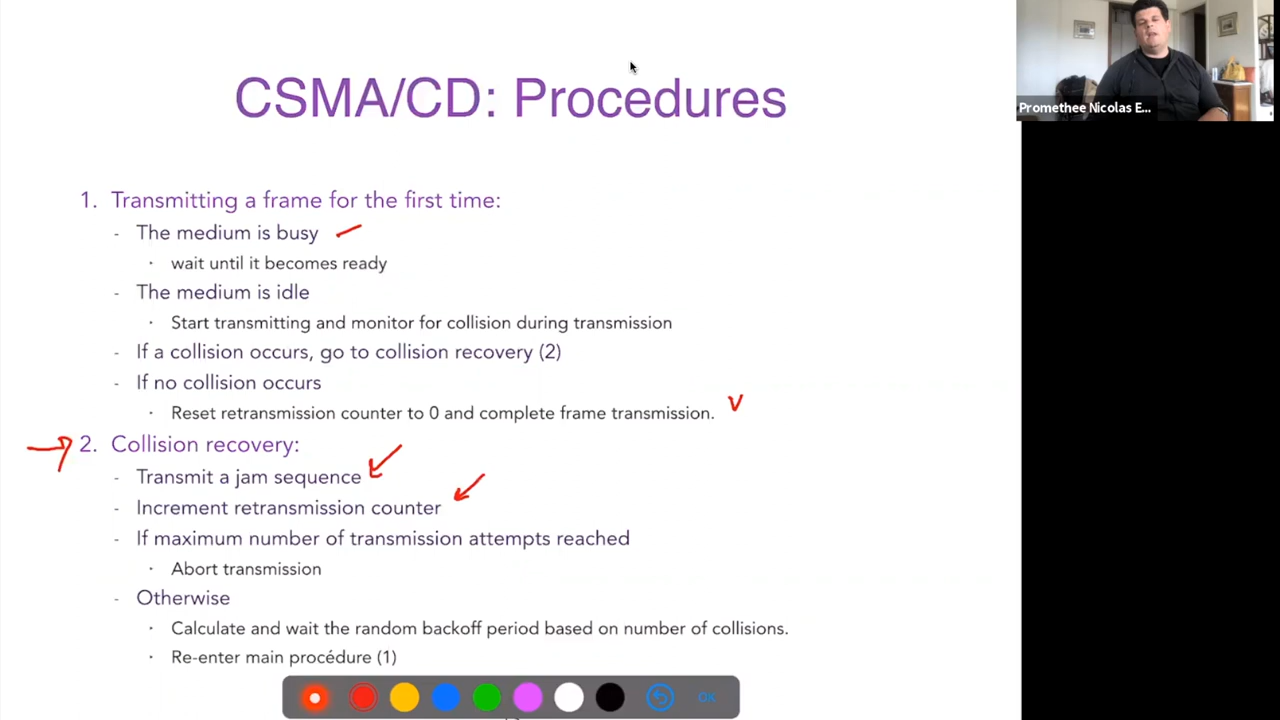 CSMA/CD: Procedures
Promethee Nicolas E...
1. Transmitting a frame for the first time:
- The medium is busy
· wait until it becomes ready
- The medium is idle
· Start transmitting and monitor for collision during transmission
- If a collision occurs, go to collision recovery (2)
- If no collision occurs
· Reset retransmission counter to 0 and complete frame transmission.
2. Collision recovery:
- Transmit a jam sequence
- Increment retransmission counter
- If maximum number of transmission attempts reached
· Abort transmission
- Otherwise
· Calculate and wait the random backoff period based on number of collisions.
· Re-enter main procédure (1)
OK